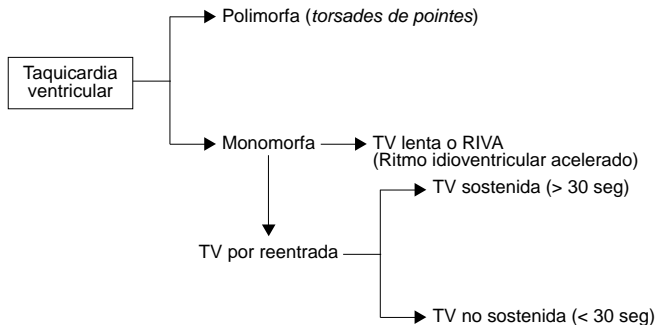 Polimorfa (torsades de pointes)
Taquicardia
ventricular
Monomorfa
TV lenta o RIVA
(Ritmo idioventricular acelerado)
TV sostenida (> 30 seg)
TV por reentrada
TV no sostenida (< 30 seg)